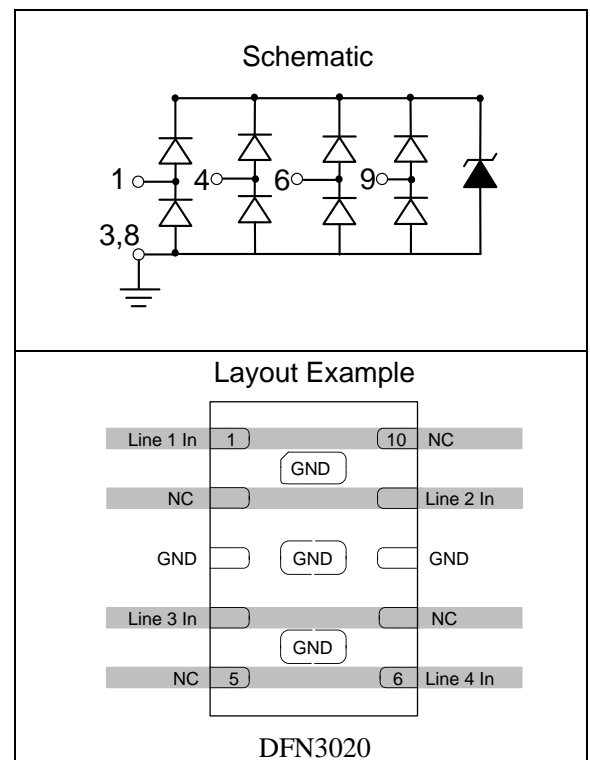 Schematic
1 4 6 9
3,8
Layout Example
Line 1 In 1 10 NC
GND
NC Line 2 In
GND GND GND
Line 3 In NC
GND
NC 5 6 Line 4 In
DFN3020